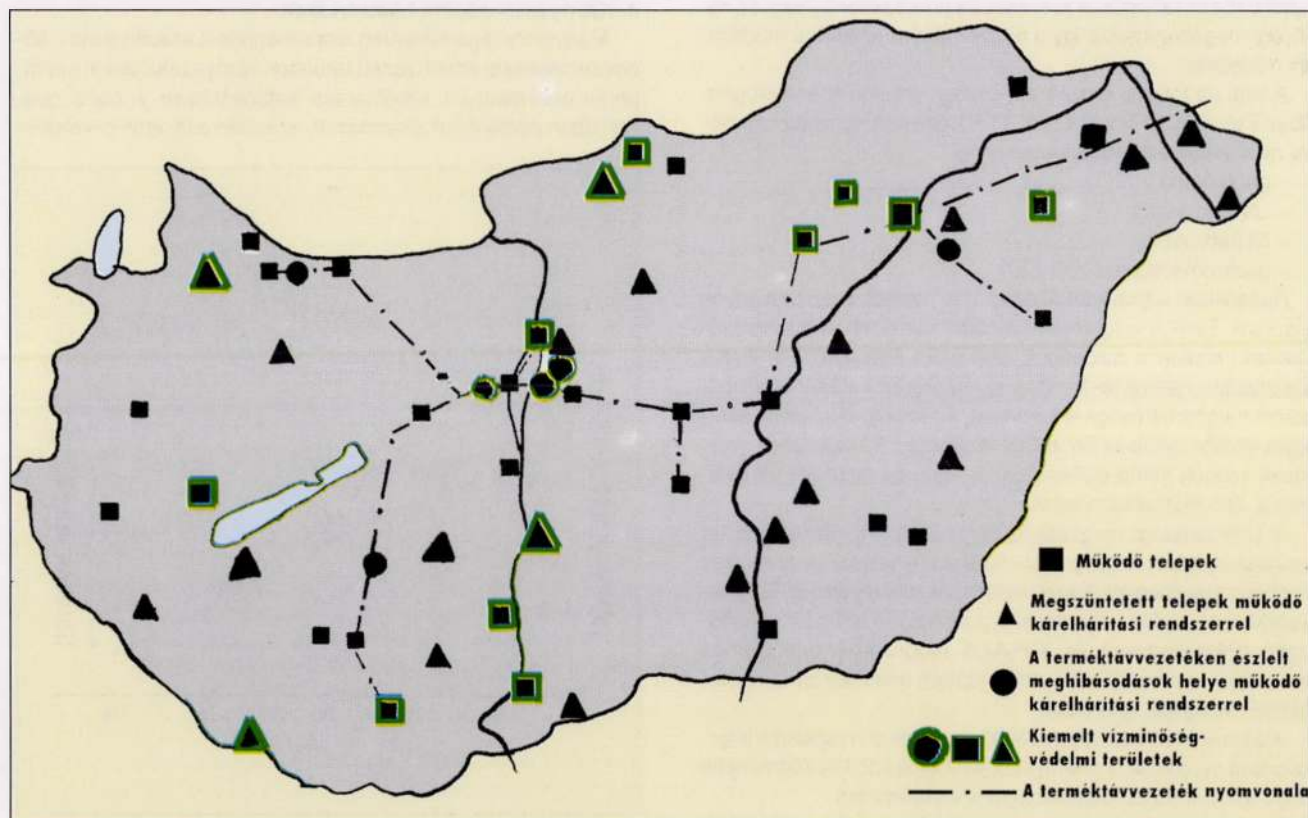 Működő telepek
Megszüntetett telepek működő
kárelhárítási rendszerrel
A terméktávvezetéken észlelt
meghibásodások helye működő
kárelhárítási rendszerrel
Kiemelt vízminőség-
védelmi területek
A terméktávvezeték nyomvonala